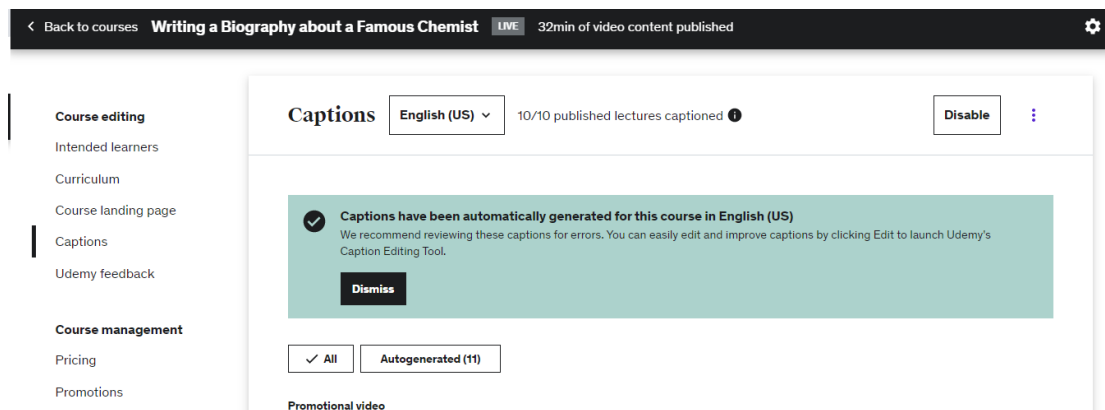 Back to courses Writing a Biography about a Famous Chemist LIVE 32min of video content published
Course editing
Intended learners
Curriculum
Course landing page
Captions
Udemy feedback
Course management
Pricing
Promotions
Captions English (US) 10/10 published lectures captioned Disable
Captions have been automatically generated for this course in English (US)
We recommend reviewing these captions for errors. You can easily edit and improve captions by clicking Edit to launch Udemy's
Caption Editing Tool.
Dismiss
All Autogenerated (11)
Promotional video